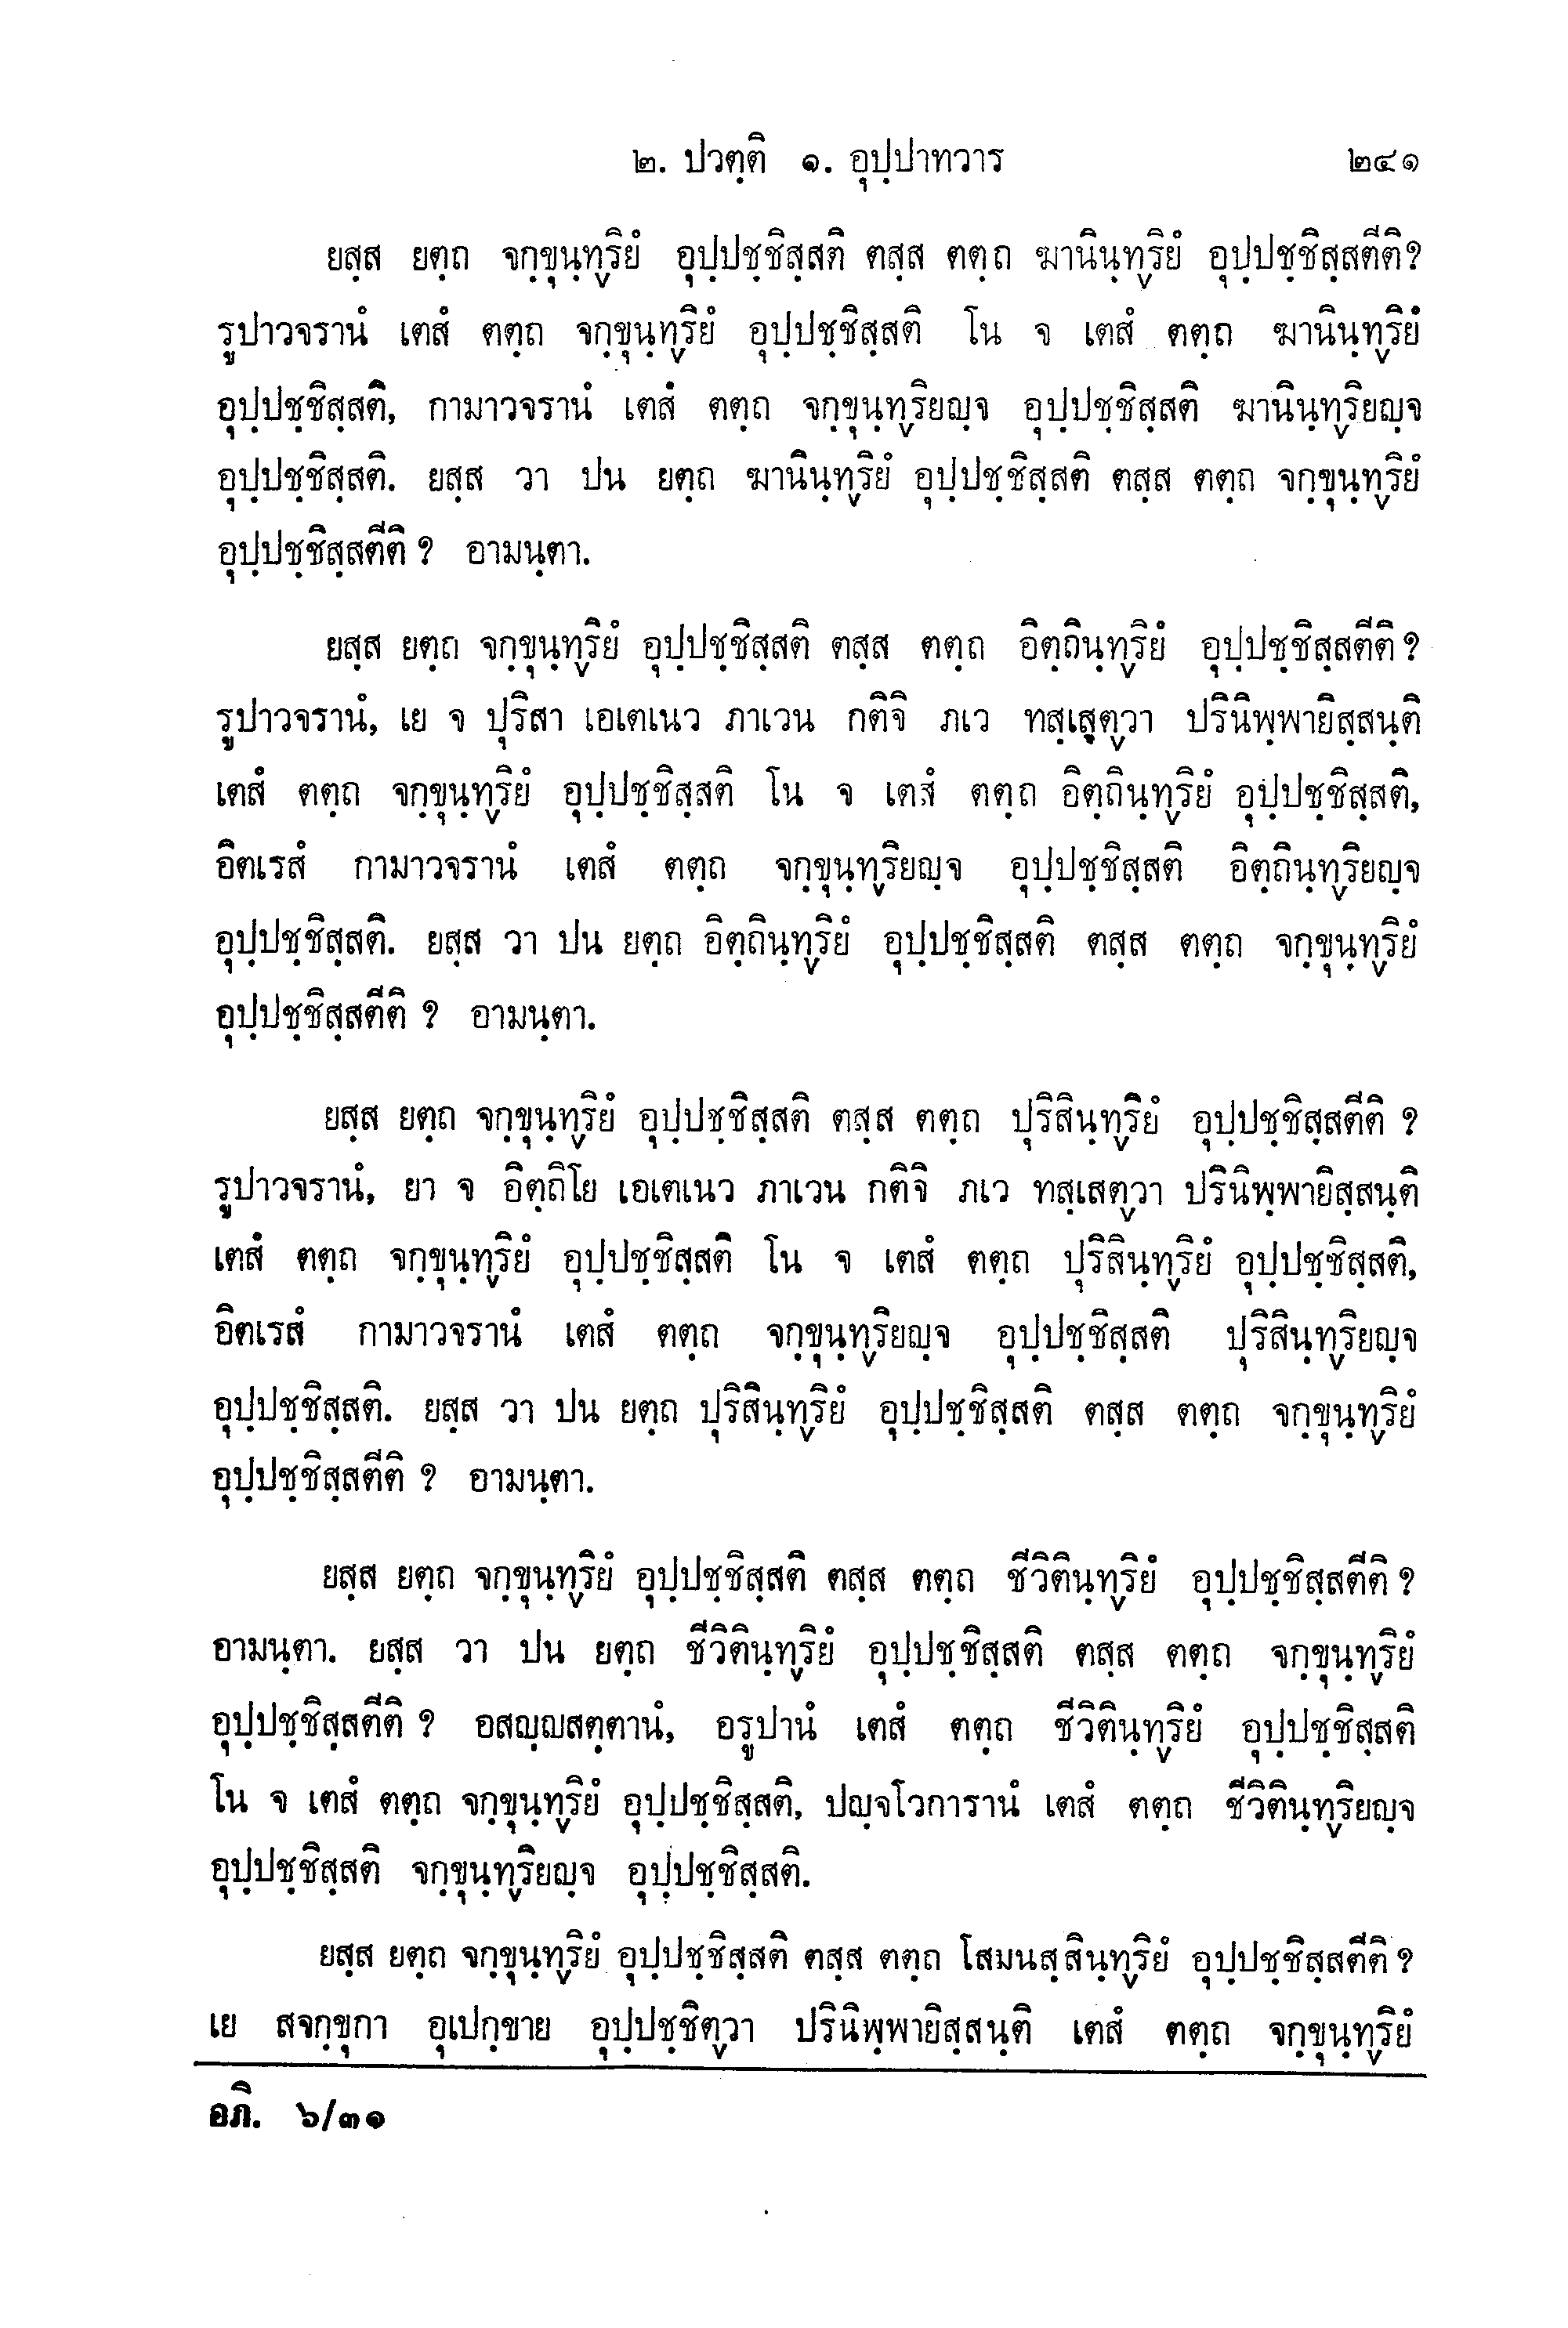 ๒. ปวตฺติ ๑. อุปฺปาทวาร ๒๔๑
ยสฺส ยตฺถ จกฺขุนฺทฺริยํ อุปฺปชฺชิสฺสติ ตสฺส ตตฺถ ฆานินฺทฺริยํ อุปฺปชฺชิสฺสตีติ?
รูปาวจรานํ เตสํ ตตฺถ จกฺขุนฺทฺริยํ อุปฺปชฺชิสฺสติ โน จ เตสํ ตตฺถ ฆานินฺทฺริยํ
อุปฺปชฺชิสฺสติ, กามาวจรานํ เตสํ ตตฺถ จกฺขุนฺทฺริยญฺจ อุปฺปชฺชิสฺสติ ฆานินฺทฺริยญฺจ
อุปฺปชฺชิสฺสติ. ยสฺส วา ปน ยตฺถ ฆานินฺทฺริยํ อุปฺปชฺชิสฺสติ ตสฺส ตตฺถ จกฺขุนฺทฺริยํ
อุปฺปชฺชิสฺสตีติ ? อามนฺตา.
ยสฺส ยตฺถ จกฺขุนฺทฺริยํ อุปฺปชฺชิสฺสติ ตสฺส ตตฺถ อิตฺถินฺทฺริยํ อุปฺปชฺชิสฺสตีติ ?
รูปาวจรานํ, เย จ ปุริสา เอเตเนว ภาเวน กติจิ ภเว ทสฺเสตฺวา ปรินิพฺพายิสฺสนฺติ
เตสํ ตตฺถ จกฺขุนฺทฺริยํ อุปฺปชฺชิสฺสติ โน จ เตสํ ตตฺถ อิตฺถินฺทฺริยํ อุปฺปชฺชิสฺสติ,
อิตเรสํ กามาวจรานํ เตสํ ตตฺถ จกฺขุนฺทฺริยญฺจ อุปฺปชฺชิสฺสติ อิตฺถินฺทฺริยญฺจ
อุปฺปชฺชิสฺสติ. ยสฺส วา ปน ยตฺถ อิตฺถินฺทฺริยํ อุปฺปชฺชิสฺสติ ตสฺส ตตฺถ จกฺขุนฺทฺริยํ
อุปฺปชฺชิสฺสตีติ ? อามนฺตา.
ยสฺส ยตฺถ จกฺขุนฺทฺริยํ อุปฺปชฺชิสฺสติ ตสฺส ตตฺถ ปุริสินฺทฺริยํ อุปฺปชฺชิสฺสตีติ ?
รูปาวจรานํ, ยา จ อิตฺถิโย เอเตเนว ภาเวน กติจิ ภเว ทสฺเสตฺวา ปรินิพฺพายิสฺสนฺติ
เตสํ ตตฺถ จกฺขุนฺทฺริยํ อุปฺปชฺชิสฺสติ โน จ เตสํ ตตฺถ ปุริสินฺทฺริยํ อุปฺปชฺชิสฺสติ,
อิตเรสํ กามาวจรานํ เตสํ ตตฺถ จกฺขุนฺทฺริยญฺจ อุปฺปชฺชิสฺสติ ปุริสินฺทฺริยญฺจ
อุปฺปชฺชิสฺสติ. ยสฺส วา ปน ยตฺถ ปุริสินฺทฺริยํ อุปฺปชฺชิสฺสติ ตสฺส ตตฺถ จกฺขุนฺทฺริยํ
อุปฺปชฺชิสฺสตีติ ? อามนฺตา.
ยสฺส ยตฺถ จกฺขุนฺทฺริยํ อุปฺปชฺชิสฺสติ ตสฺส ตตฺถ ชีวิตินฺทฺริยํ อุปฺปชฺชิสฺสตีติ ?
อามนฺตา. ยสฺส วา ปน ยตฺถ ชีวิตินฺทฺริยํ อุปฺปชฺชิสฺสติ ตสฺส ตตฺถ จกฺขุนฺทฺริยํ
อุปฺปชฺชิสฺสตีติ ? อสญฺญสตฺตานํ, อรูปานํ เตสํ ตตฺถ ชีวิตินฺทฺริยํ อุปฺปชฺชิสฺสติ
โน จ เตสํ ตตฺถ จกฺขุนฺทฺริยํ อุปฺปชฺชิสฺสติ, ปญฺจโวการานํ เตสํ ตตฺถ ชีวิตินฺทฺริยญฺจ
อุปฺปชฺชิสฺสติ จกฺขุนฺทฺริยญฺจ อุปฺปชฺชิสฺสติ.
ยสฺส ยตฺถ จกฺขุนฺทฺริยํ อุปฺปชฺชิสฺสติ ตสฺส ตตฺถ โสมนสฺสินฺทฺริยํ อุปฺปชฺชิสฺสตีติ ?
เย สจกฺขุกา อุเปกฺขาย อุปฺปชฺชิตฺวา ปรินิพฺพายิสฺสนฺติ เตสํ ตตฺถ จกฺขุนฺทฺริยํ
อภิ. ๖/๓๑